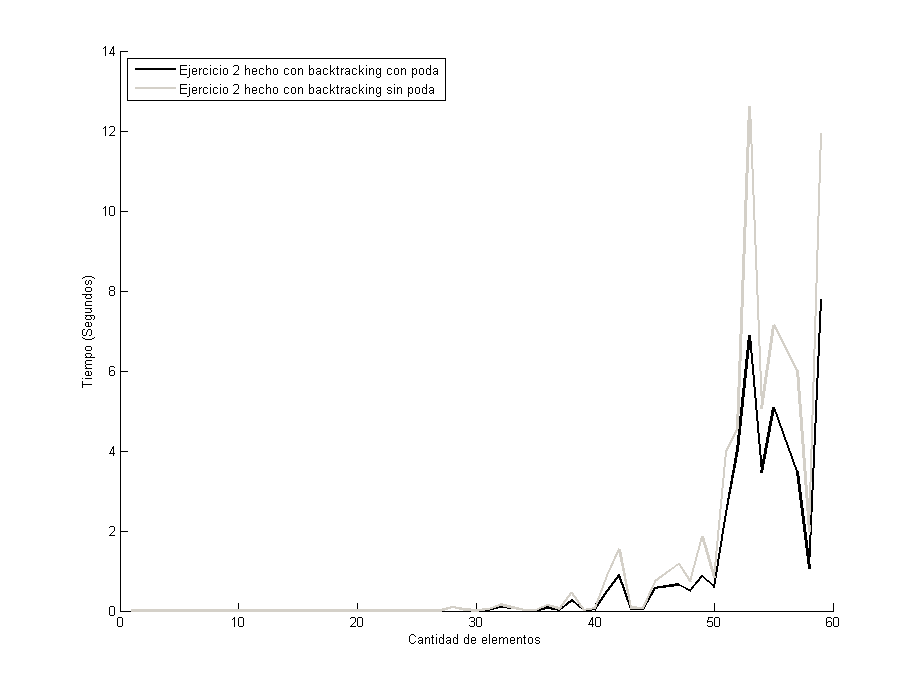 14
Ejercicio 2 hecho con backtracking con poda
Ejercicio 2 hecho con backtracking sin poda
12
10
8
Tiempo (Segundos)
6
4
2
0
0 10 20 30 40 50 60
Cantidad de elementos